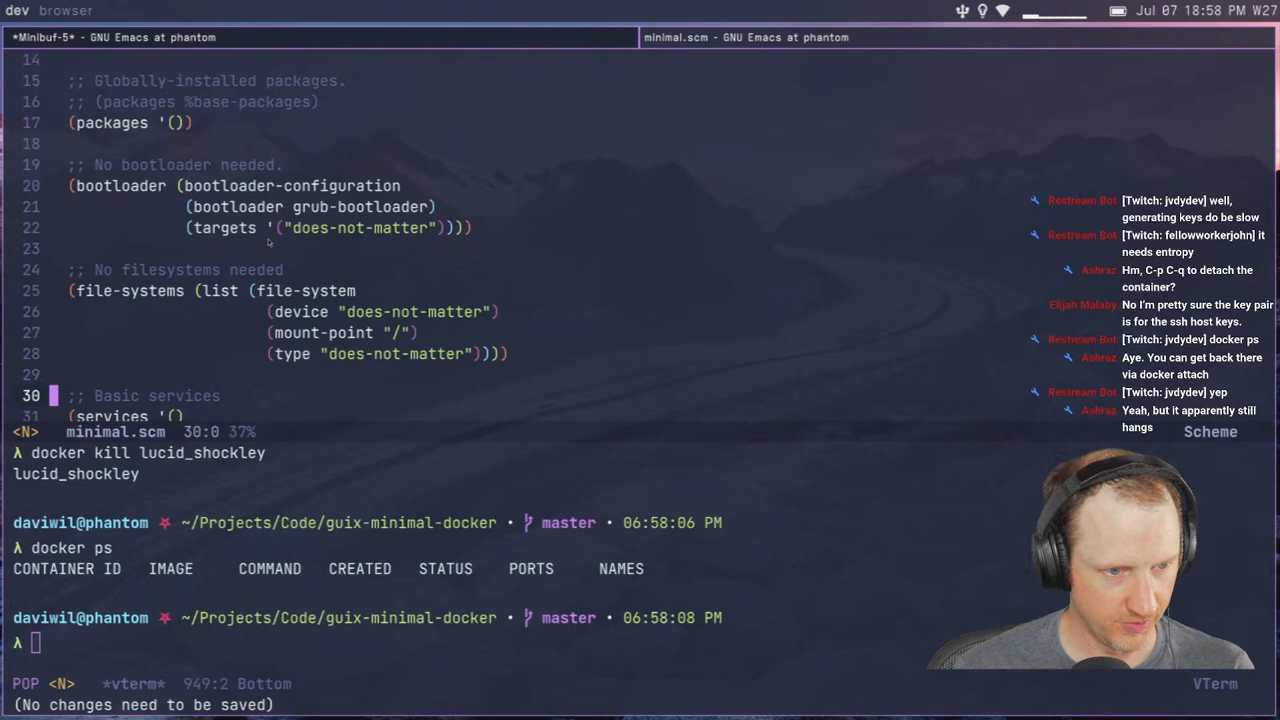 dev browser
Jul 07 18:58 PM W27
*Minibuf-5* - GNU Emacs at phantom
minimal.scm - GNU Emacs at phantom
14
15 ;; Globally-installed packages.
16 ;; (packages %base-packages)
17 (packages '())
18
19 ;; No bootloader needed.
20 (bootloader (bootloader-configuration
21 (bootloader grub-bootloader)
22 (targets '("does-not-matter"))))
23
24 ;; No filesystems needed
25 (file-systems (list (file-system
26 (device "does-not-matter")
27 (mount-point "/")
28 (type "does-not-matter"))))
29
30 ;; Basic services
31 (services '()
<N> minimal.scm 30:0 37% Scheme
λ docker kill lucid_shockley
lucid_shockley
daviwil@phantom ~/Projects/Code/guix-minimal-docker • master • 06:58:06 PM
λ docker ps
CONTAINER ID IMAGE COMMAND CREATED STATUS PORTS NAMES
daviwil@phantom ~/Projects/Code/guix-minimal-docker • master • 06:58:08 PM
λ
POP <N> *vterm* 949:2 Bottom VTerm
(No changes need to be saved)
Restream Bot [Twitch: jvdydev] well,
generating keys do be slow
Restream Bot [Twitch: fellowworkerjohn] it
needs entropy
Ashraz Hm, C-p C-q to detach the
container?
Elijah Malaby No I'm pretty sure the key pair
is for the ssh host keys.
Restream Bot [Twitch: jvdydev] docker ps
Ashraz Aye. You can get back there
via docker attach
Restream Bot [Twitch: jvdydev] yep
Ashraz Yeah, but it apparently still
hangs